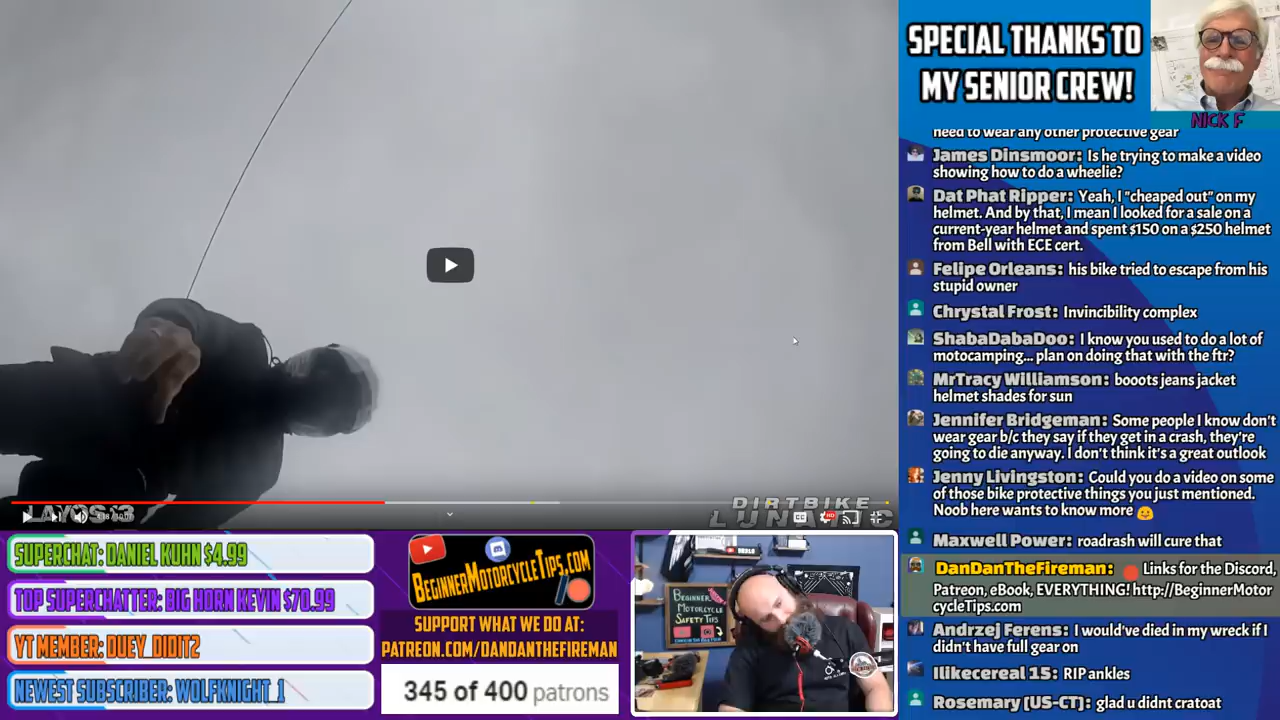 SPECIAL THANKS TO
MY SENIOR CREW!
NICK F
need to wear any other protective gear
James Dinsmoor: Is he trying to make a video
showing how to do a wheelie?
Dat Phat Ripper: Yeah, I "cheaped out" on my
helmet. And by that, I mean I looked for a sale on a
current-year helmet and spent $150 on a $250 helmet
from Bell with ECE cert.
Felipe Orleans: his bike tried to escape from his
stupid owner
Chrystal Frost: Invincibility complex
ShabaDabaDoo: I know you used to do a lot of
motocamping... plan on doing that with the ftr?
MrTracy Williamson: booots jeans jacket
helmet shades for sun
Jennifer Bridgeman: Some people I know don't
wear gear b/c they say if they get in a crash, they're
going to die anyway. I don't think it's a great outlook
Jenny Livingston: Could you do a video on some
of those bike protective things you just mentioned.
Noob here wants to know more
Maxwell Power: roadrash will cure that
DanDanTheFireman: Links for the Discord,
Patreon, eBook, EVERYTHING! http://BeginnerMotor
cycleTips.com
Andrzej Ferens: I would've died in my wreck if I
didn't have full gear on
Ilikecereal 15: RIP ankles
Rosemary [US-CT]: glad u didnt cratoat
DIRTBIKE
LUNATIC
SUPERCHAT: DANIEL KUHN $4.99
TOP SUPERCHATTER: BIG HORN KEVIN $70.99
YT MEMBER: DUEY_DIDIT2
NEWEST SUBSCRIBER: WOLFKNIGHT_1
BEGINNERMOTORCYCLETIPS.COM
SUPPORT WHAT WE DO AT:
PATREON.COM/DANDANTHEFIREMAN
345 of 400 patrons
BEGINNER
MOTORCYCLE
SAFETY TIPS